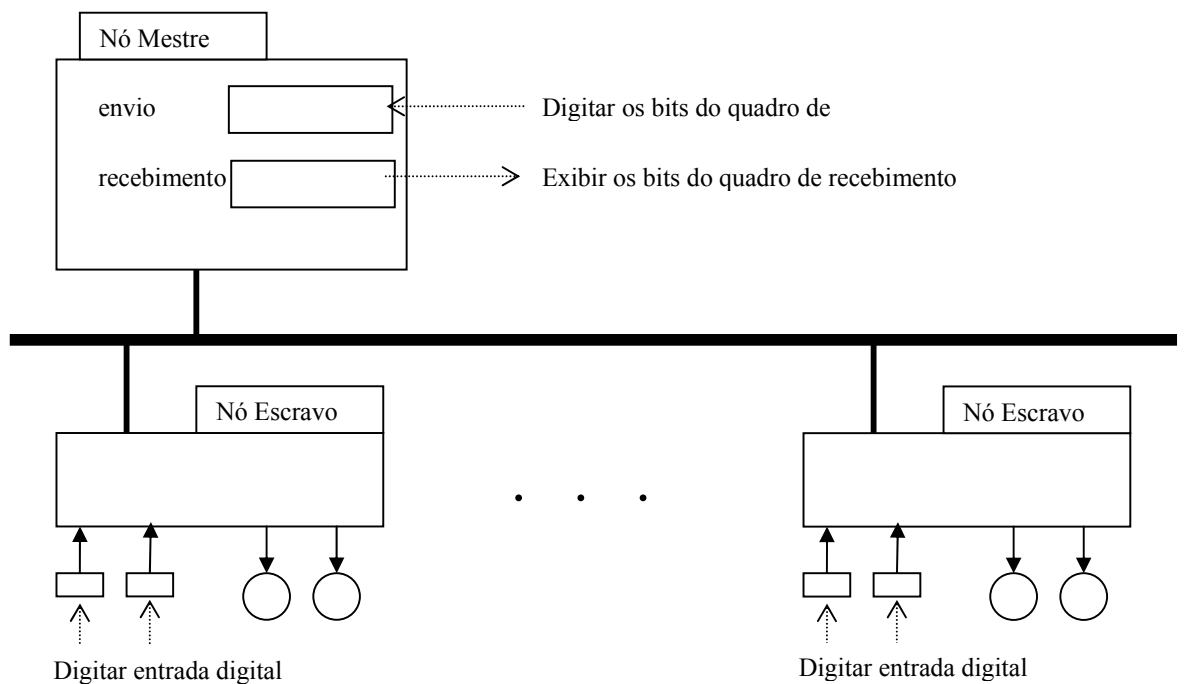 Nó Mestre
envio
Digitar os bits do quadro de
recebimento
Exibir os bits do quadro de recebimento
Nó Escravo
Nó Escravo
. . .
Digitar entrada digital
Digitar entrada digital